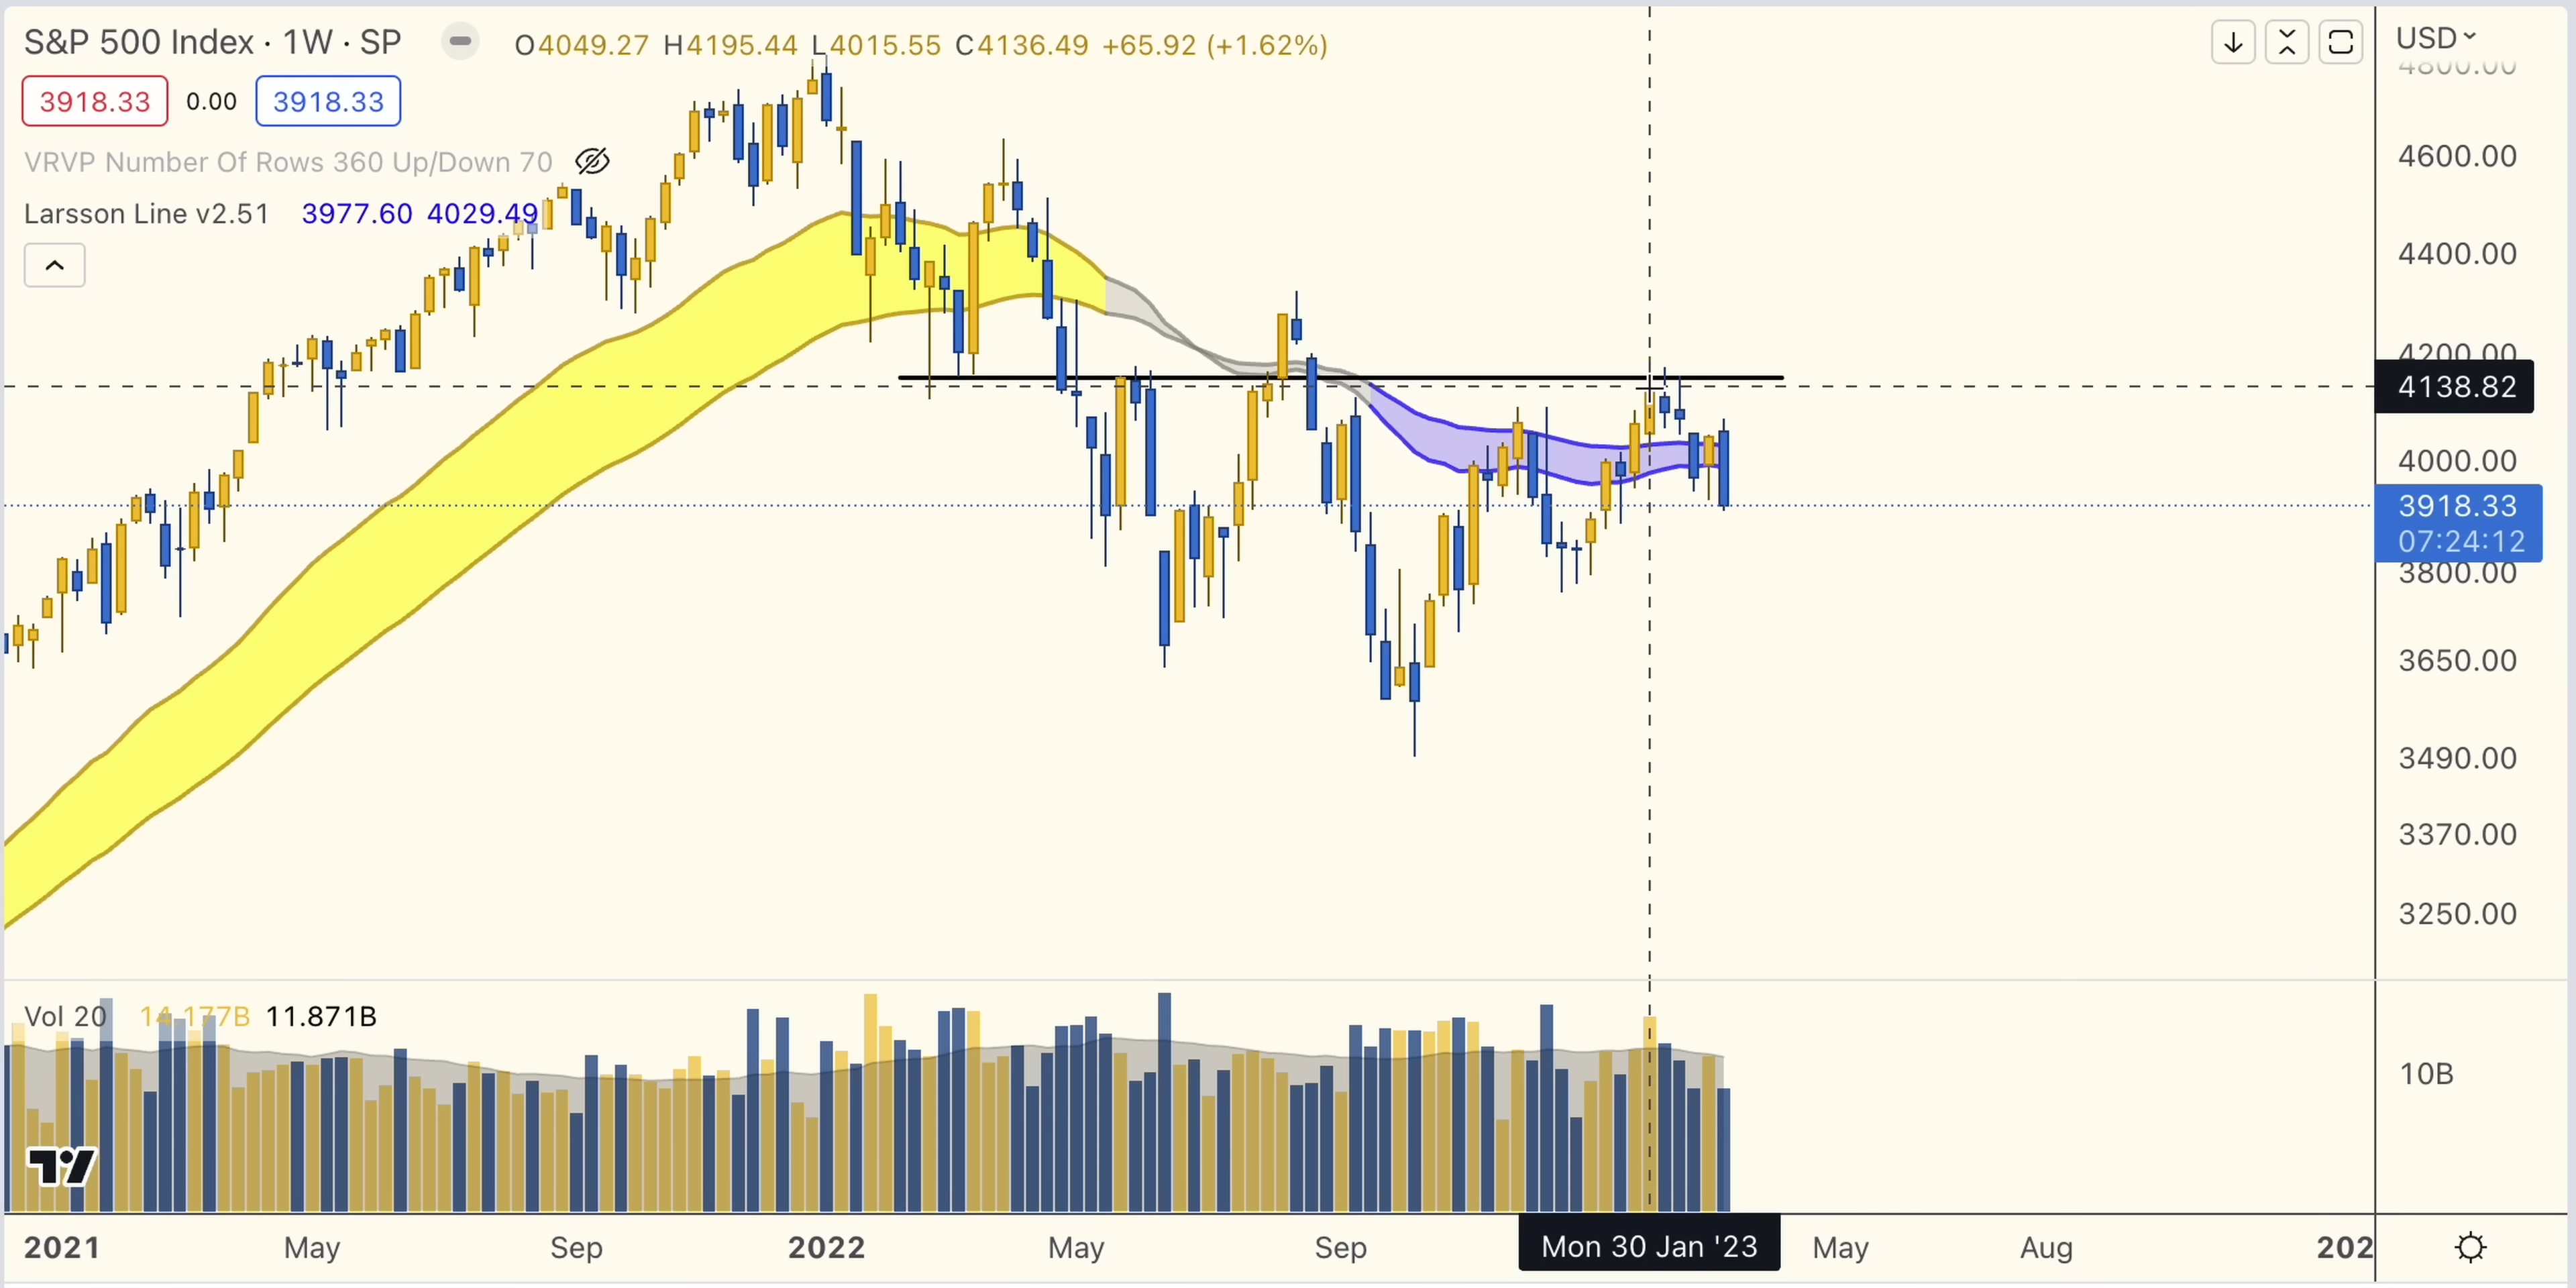 S&P 500 Index · 1W · SP O4049.27 H4195.44 L4015.55 C4136.49 +65.92 (+1.62%)
3918.33 0.00 3918.33
VRVP Number Of Rows 360 Up/Down 70
Larsson Line v2.51 3977.60 4029.49
USD
4800.00
4600.00
4400.00
4200.00
4138.82
4000.00
3918.33
07:24:12
3800.00
3650.00
3490.00
3370.00
3250.00
Vol 20 14.177B 11.871B
10B
2021 May Sep 2022 May Sep Mon 30 Jan '23 May Aug 202